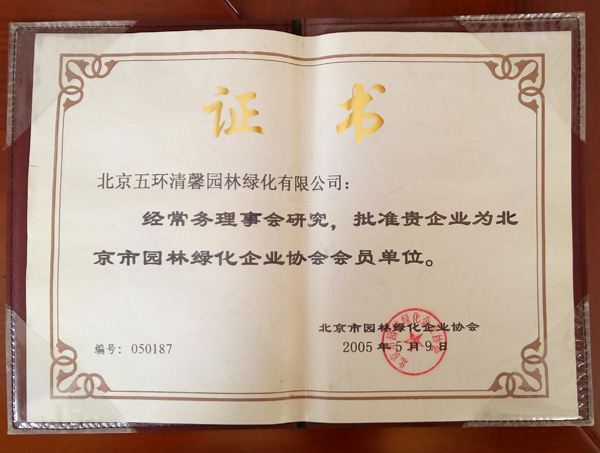 证 书
北京五环清馨园林绿化有限公司：
经常务理事会研究，批准贵企业为北
京市园林绿化企业协会会员单位。
北京市园林绿化企业协会
编号：050187
2005年5月9日